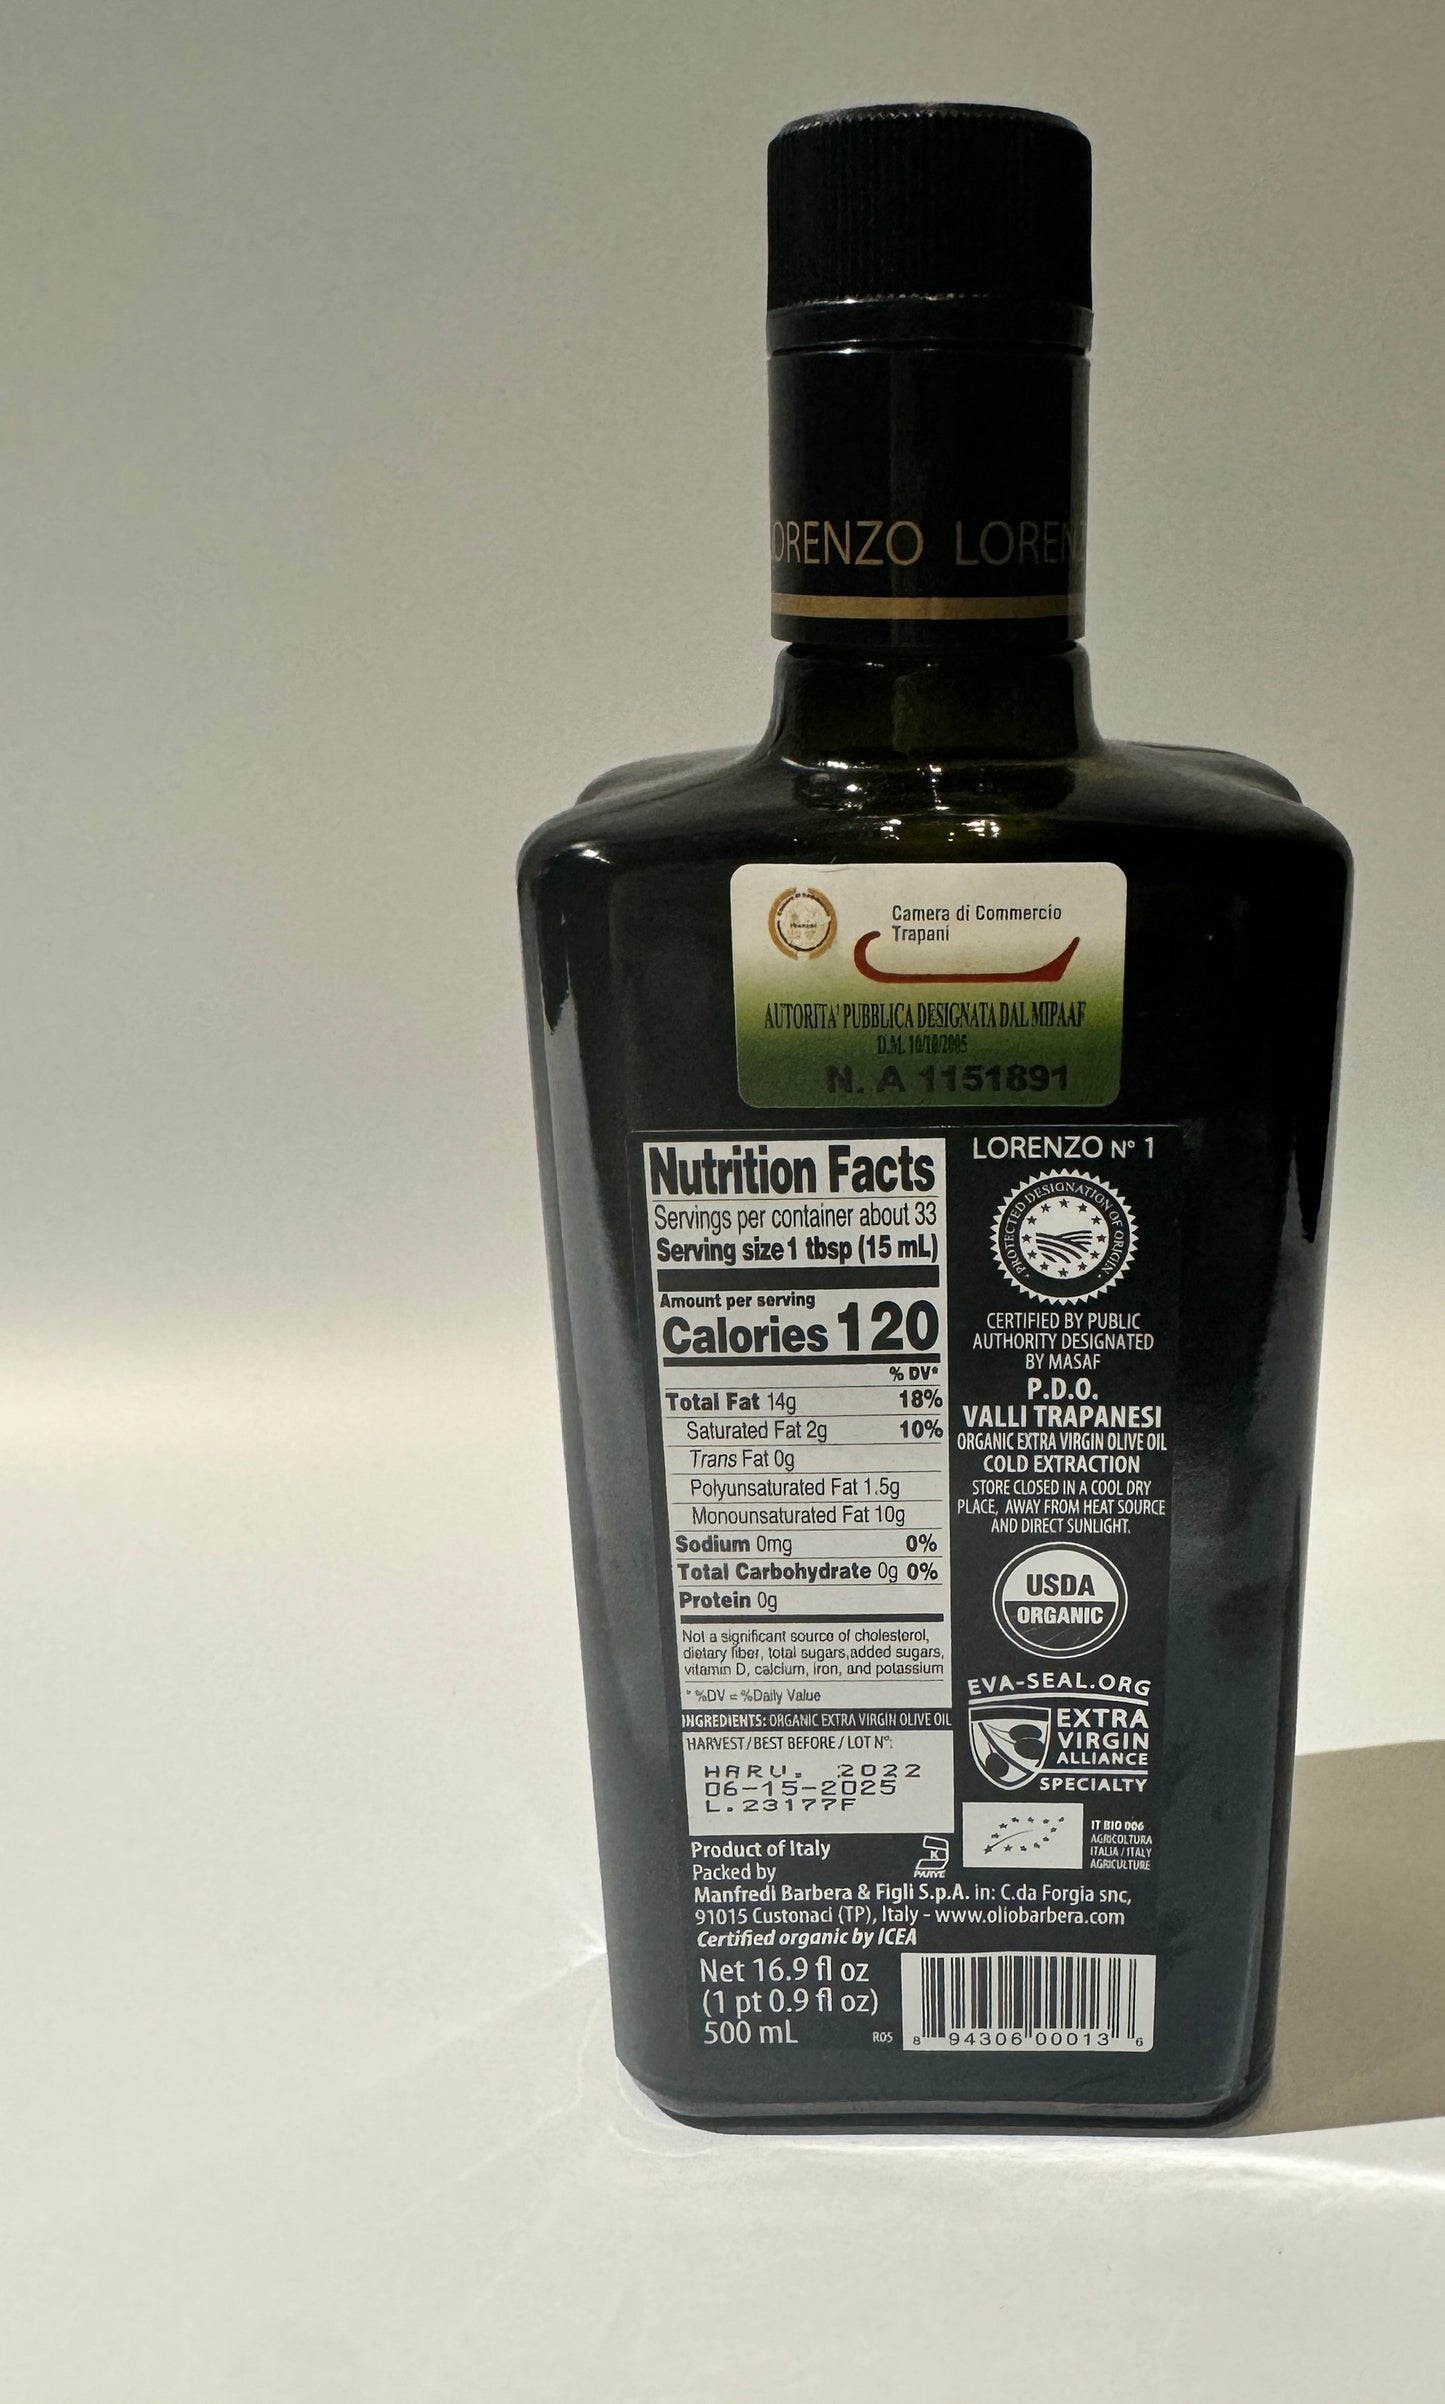 ORENZO LOREN
Camera di Commercio
Trapani
AUTORITA' PUBBLICA DESIGNATA DAL MIPAAF
D.M. 10/10/2005
N. A 1151891
Nutrition Facts
Servings per container about 33
Serving size 1 tbsp (15 mL)
Amount per serving
Calories 120
% DV*
Total Fat 14g 18%
Saturated Fat 2g 10%
Trans Fat 0g
Polyunsaturated Fat 1.5g
Monounsaturated Fat 10g
Sodium 0mg 0%
Total Carbohydrate 0g 0%
Protein 0g
Not a significant source of cholesterol,
dietary fiber, total sugars,added sugars,
vitamin D, calcium, iron, and potassium
* %DV = %Daily Value
INGREDIENTS: ORGANIC EXTRA VIRGIN OLIVE OIL
HARVEST/BEST BEFORE/ LOT N°:
HARV. 2022
06-15-2025
L.23177F
LORENZO N° 1
PROTECTED DESIGNATION OF ORIGIN
CERTIFIED BY PUBLIC
AUTHORITY DESIGNATED
BY MASAF
P.D.O.
VALLI TRAPANESI
ORGANIC EXTRA VIRGIN OLIVE OIL
COLD EXTRACTION
STORE CLOSED IN A COOL DRY
PLACE, AWAY FROM HEAT SOURCE
AND DIRECT SUNLIGHT.
USDA
ORGANIC
EVA-SEAL.ORG
EXTRA
VIRGIN
ALLIANCE
SPECIALTY
IT BIO 006
AGRICOLTURA
ITALIA / ITALY
AGRICULTURE
Product of Italy
K
PARVE
Packed by
Manfredi Barbera & Figli S.p.A. in: C.da Forgia snc,
91015 Custonaci (TP), Italy - www.oliobarbera.com
Certified organic by ICEA
Net 16.9 fl oz
(1 pt 0.9 fl oz)
500 mL
R05
8 94306 00013 6